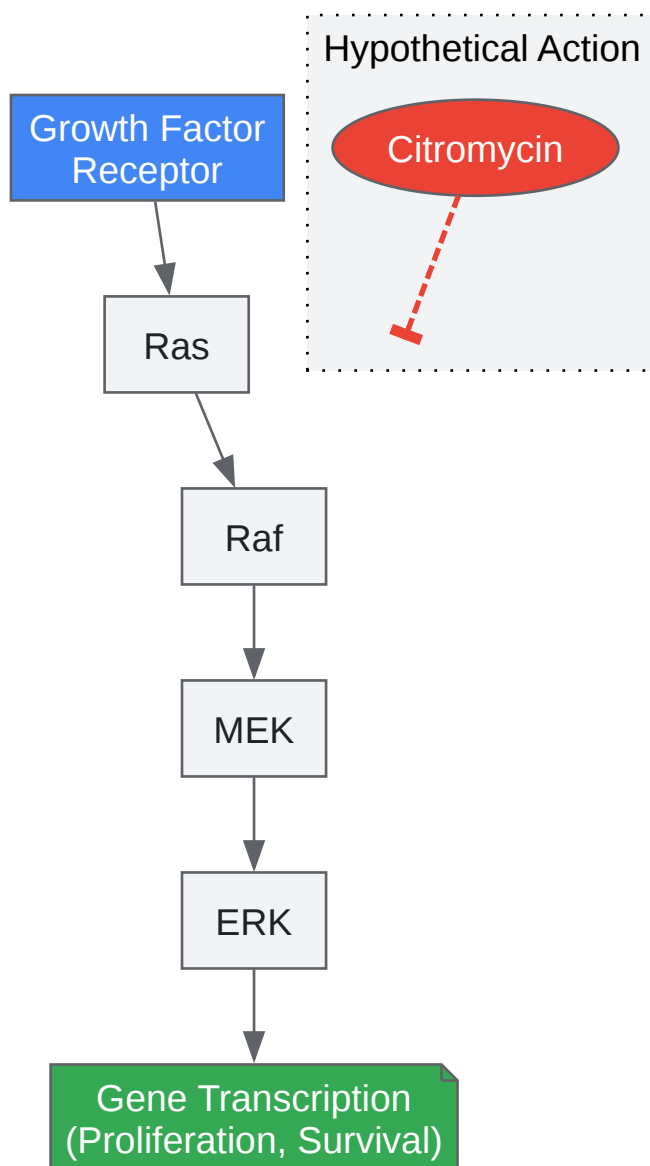 Hypothetical Action
Citromycin
Growth Factor
Receptor
Ras
Raf
MEK
ERK
Gene Transcription
(Proliferation, Survival)